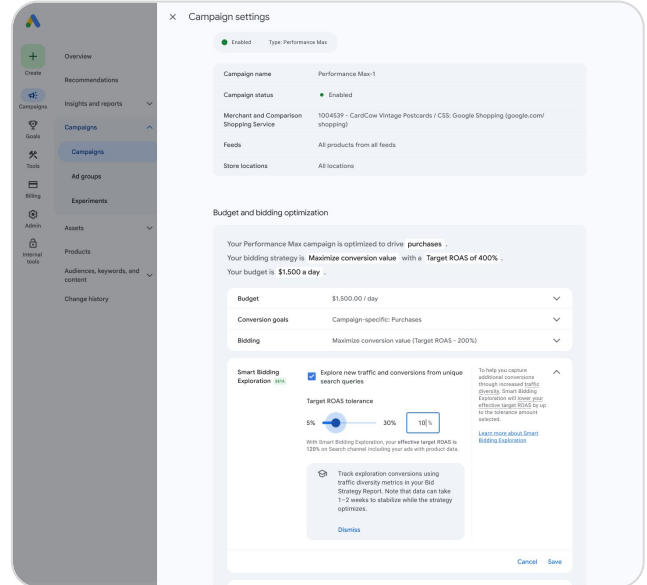 Create
Campaigns
Goals
Tools
Billing
Admin
Internal
tools
Overview
Recommendations
Insights and reports
Campaigns
Campaigns
Ad groups
Experiments
Assets
Products
Audiences, keywords, and
content
Change history
× Campaign settings
Enabled Type: Performance Max
Campaign name Performance Max-1
Campaign status Enabled
Merchant and Comparison
Shopping Service
1004539 - CardCow Vintage Postcards / CSS: Google Shopping (google.com/
shopping)
Feeds All products from all feeds
Store locations All locations
Budget and bidding optimization
Your Performance Max campaign is optimized to drive purchases .
Your bidding strategy is Maximize conversion value with a Target ROAS of 400% .
Your budget is $1,500 a day .
Budget $1,500.00 / day
Conversion goals Campaign-specific: Purchases
Bidding Maximize conversion value (Target ROAS - 200%)
Smart Bidding
Exploration BETA
Explore new traffic and conversions from unique
search queries
Target ROAS tolerance
5% 30% 10 %
With Smart Bidding Exploration, your effective target ROAS is
120% on Search channel including your ads with product data.
Track exploration conversions using
traffic diversity metrics in your Bid
Strategy Report. Note that data can take
1–2 weeks to stabilize while the strategy
optimizes.
Dismiss
To help you capture
additional conversions
through increased traffic
diversity, Smart Bidding
Exploration will lower your
effective target ROAS by up
to the tolerance amount
selected.
Learn more about Smart
Bidding Exploration
Cancel Save